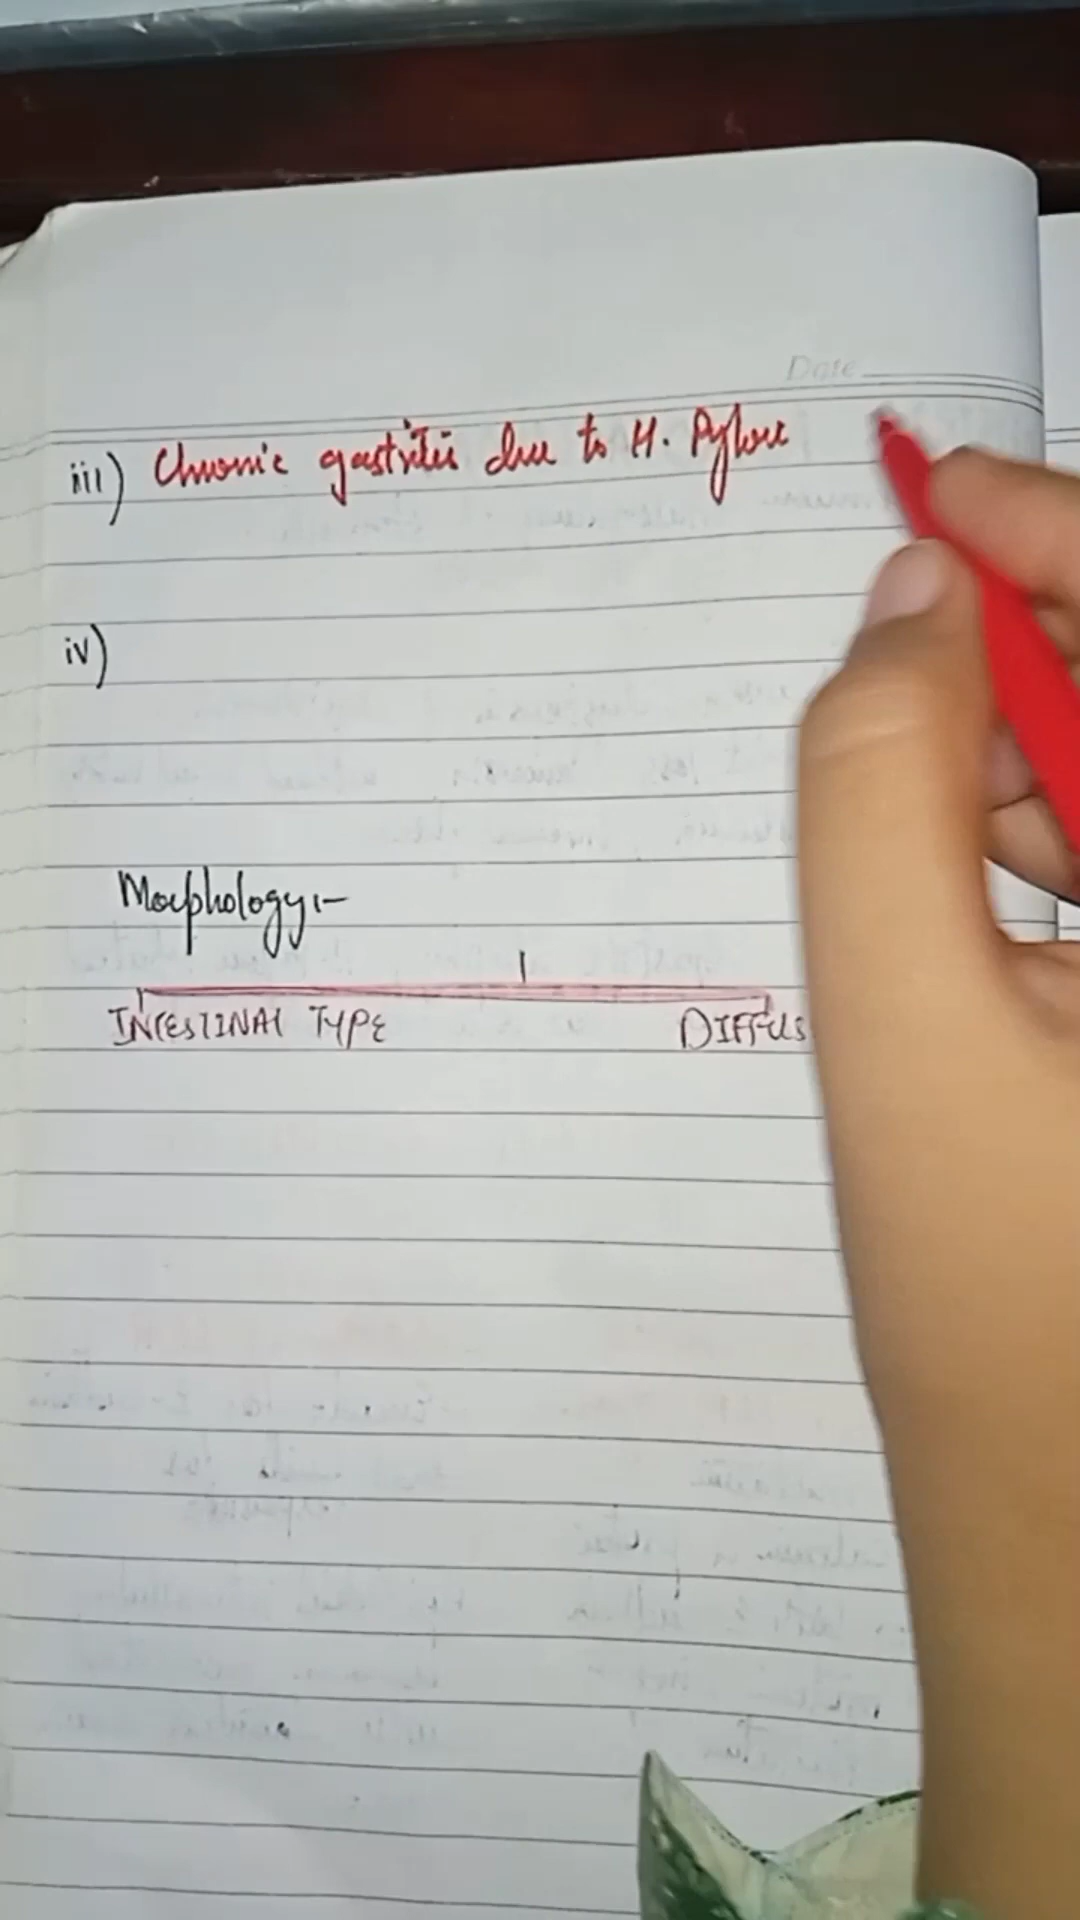 Date
iii) Chronic gastritis due to H. Pylori
iv)
Morphology:-
INTESTINAL TYPE DIFFUS